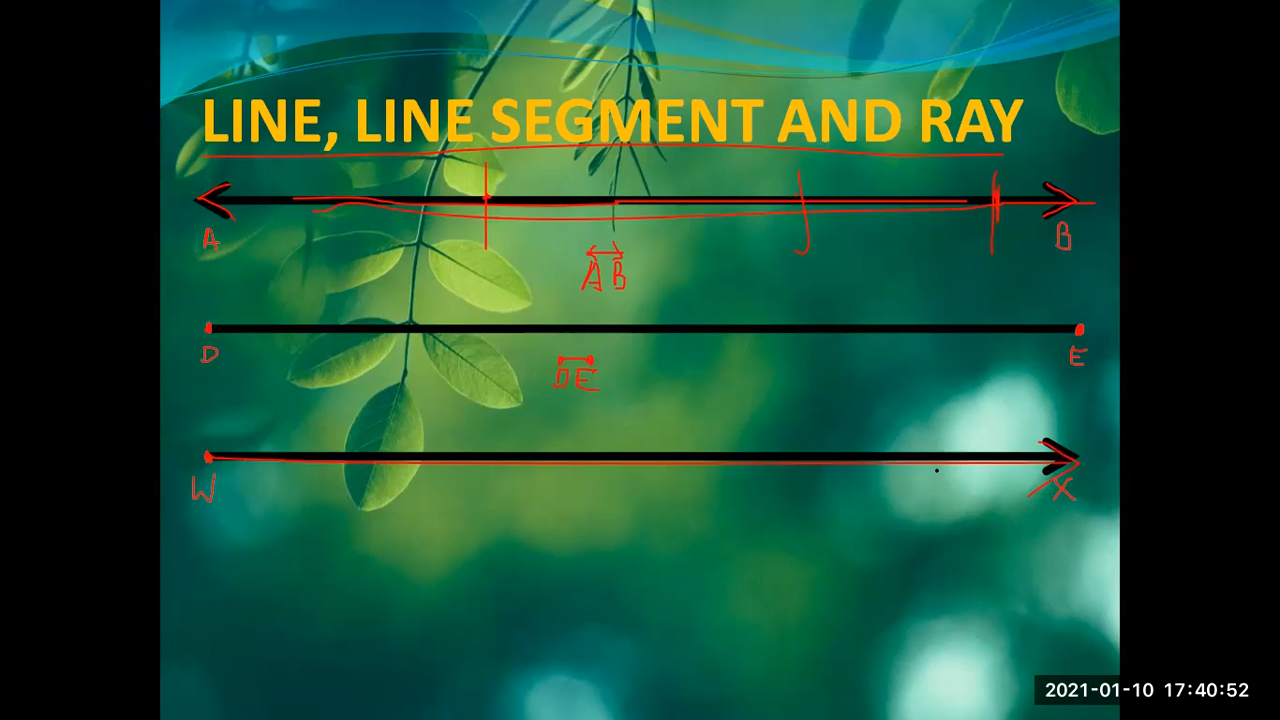 LINE, LINE SEGMENT AND RAY
A B
AB
D E
DE
W X
2021-01-10 17:40:52